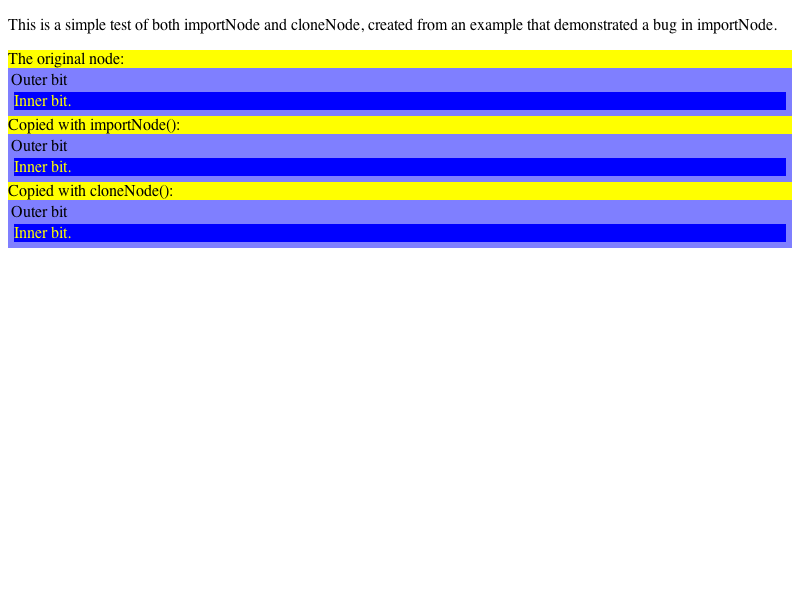 This is a simple test of both importNode and cloneNode, created from an example that demonstrated a bug in importNode.
The original node:
Outer bit
Inner bit.
Copied with importNode():
Outer bit
Inner bit.
Copied with cloneNode():
Outer bit
Inner bit.